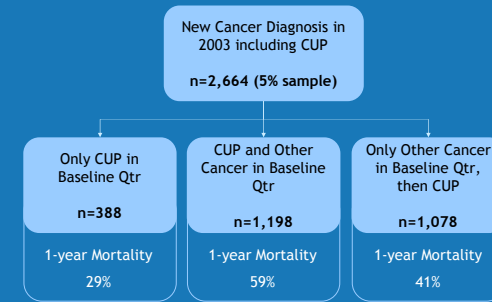 New Cancer Diagnosis in
2003 including CUP
n=2,664 (5% sample)
Only CUP in
Baseline Qtr
n=388
1-year Mortality
29%
CUP and Other
Cancer in Baseline
Qtr
n=1,198
1-year Mortality
59%
Only Other Cancer
in Baseline Qtr,
then CUP
n=1,078
1-year Mortality
41%